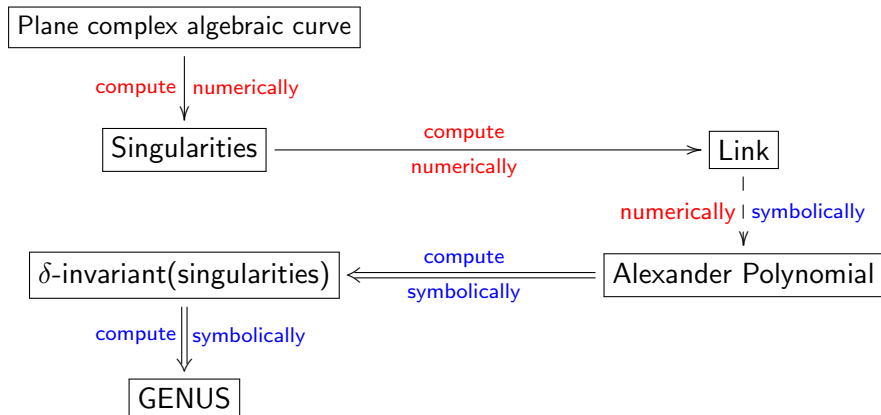 Plane complex algebraic curve
compute numerically
Singularities
compute
numerically
Link
numerically symbolically
δ-invariant(singularities)
compute
symbolically
Alexander Polynomial
compute symbolically
GENUS